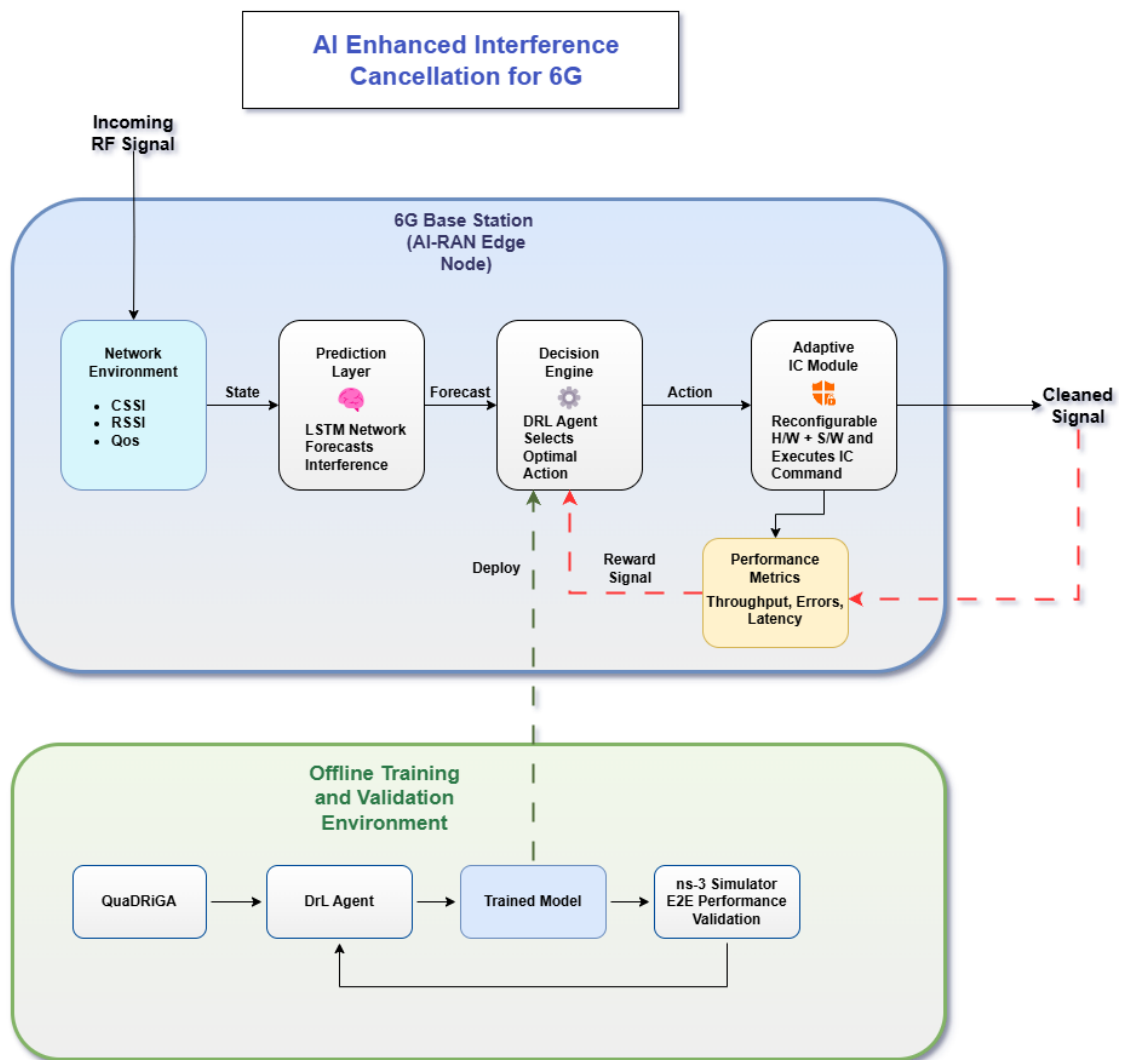 AI Enhanced Interference
Cancellation for 6G
Incoming
RF Signal
6G Base Station
(AI-RAN Edge
Node)
Network
Environment
• CSSI
• RSSI
• Qos
State
Prediction
Layer
LSTM Network
Forecasts
Interference
Forecast
Decision
Engine
DRL Agent
Selects
Optimal
Action
Action
Adaptive
IC Module
Reconfigurable
H/W + S/W and
Executes IC
Command
Cleaned
Signal
Deploy
Reward
Signal
Performance
Metrics
Throughput, Errors,
Latency
Offline Training
and Validation
Environment
QuaDRiGA
DrL Agent
Trained Model
ns-3 Simulator
E2E Performance
Validation